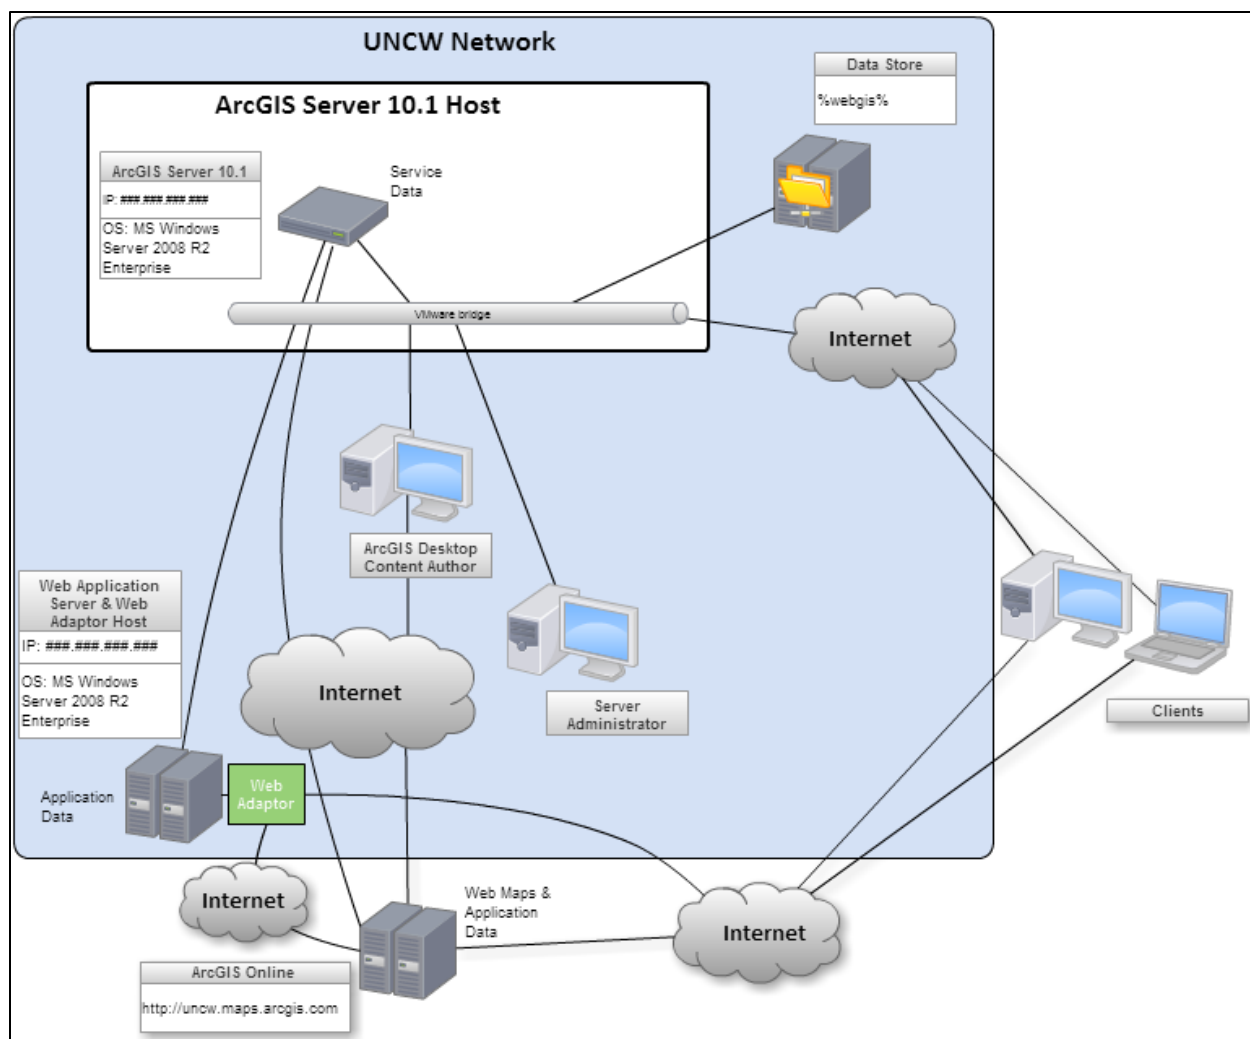 UNCW Network
ArcGIS Server 10.1 Host
Data Store
%webgis%
ArcGIS Server 10.1
IP: ###.###.###.###
OS: MS Windows
Server 2008 R2
Enterprise
Service
Data
VMware bridge
Internet
ArcGIS Desktop
Content Author
Web Application
Server & Web
Adaptor Host
IP: ###.###.###.###
OS: MS Windows
Server 2008 R2
Enterprise
Internet
Server
Administrator
Clients
Application
Data
Web
Adaptor
Internet
Web Maps &
Application
Data
Internet
ArcGIS Online
http://uncw.maps.arcgis.com